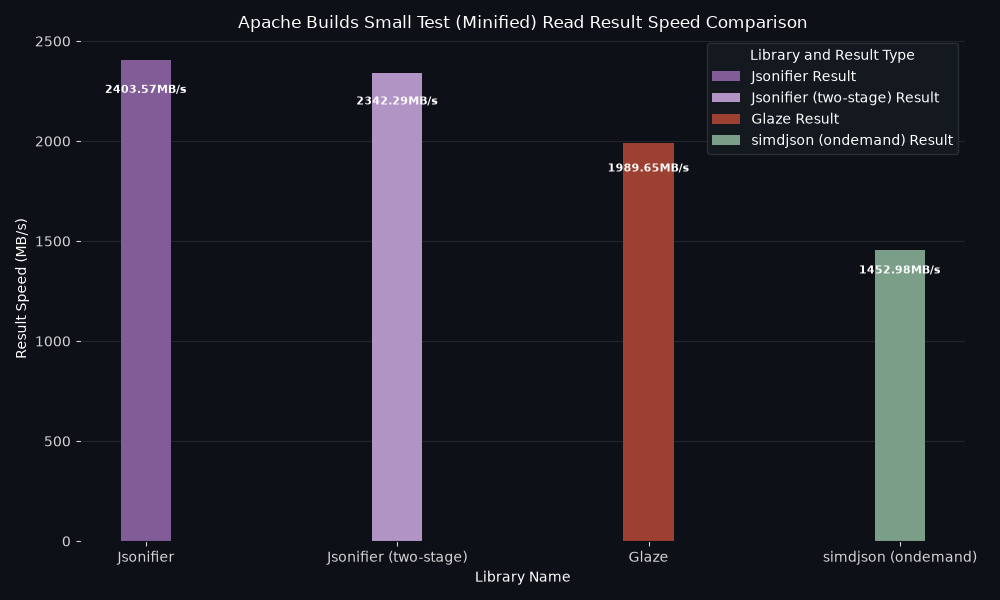 Apache Builds Small Test (Minified) Read Result Speed Comparison
Library and Result Type
Jsonifier Result
Jsonifier (two-stage) Result
Glaze Result
simdjson (ondemand) Result
Result Speed (MB/s)
2500
2000
1500
1000
500
0
2403.57MB/s
2342.29MB/s
1989.65MB/s
1452.98MB/s
Jsonifier
Jsonifier (two-stage)
Glaze
simdjson (ondemand)
Library Name